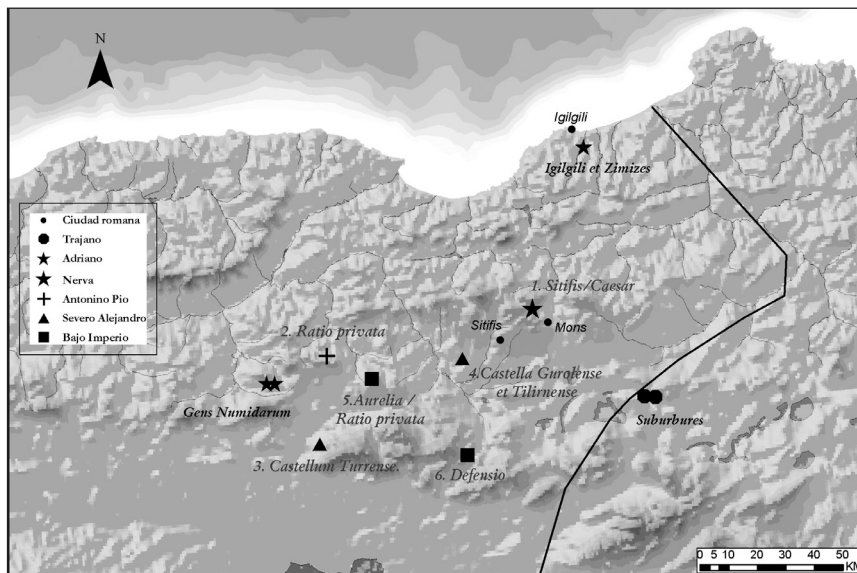 N
Igilgili
Igilgili et Zimizes
Ciudad romana
Trajano
Adriano
Nerva
Antonino Pio
Severo Alejandro
Bajo Imperio
1. Sitifis/Caesar
Sitifis
Mons
2. Ratio privata
4.Castella Gurolense
et Tilirnense
Gens Numidarum
5.Aurelia /
Ratio privata
Suburbures
3. Castellum Turrense.
6. Defensio
0 5 10 20 30 40 50
KM